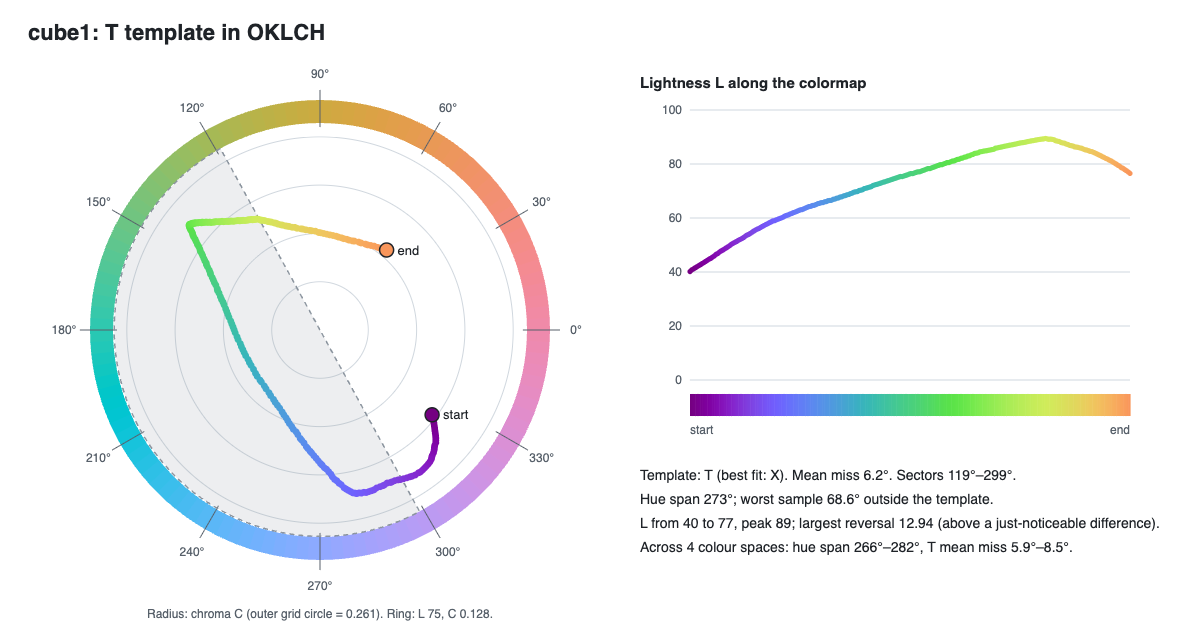 cube1: T template in OKLCH
90°
120°
60°
150°
30°
180°
0°
210°
330°
240°
300°
270°
end
start
Radius: chroma C (outer grid circle = 0.261). Ring: L 75, C 0.128.
Lightness L along the colormap
100
80
60
40
20
0
start
end
Template: T (best fit: X). Mean miss 6.2°. Sectors 119°–299°.
Hue span 273°; worst sample 68.6° outside the template.
L from 40 to 77, peak 89; largest reversal 12.94 (above a just-noticeable difference).
Across 4 colour spaces: hue span 266°–282°, T mean miss 5.9°–8.5°.